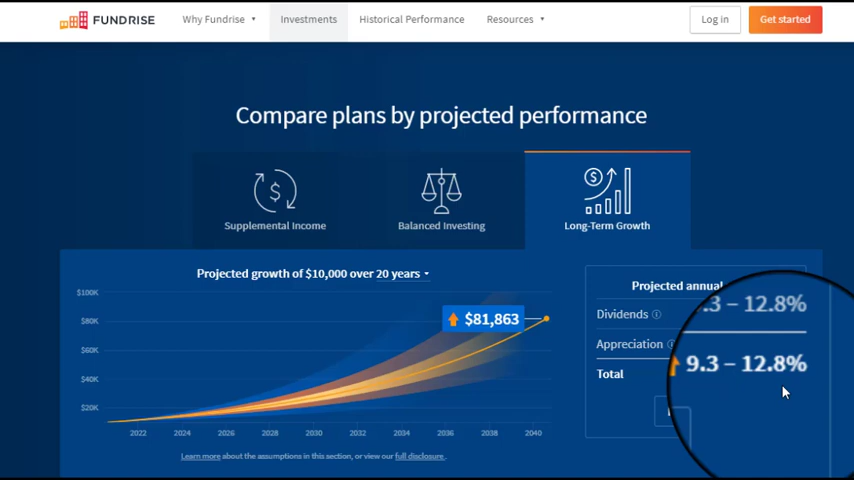 FUNDRISE
Why Fundrise
Investments
Historical Performance
Resources
Log in
Get started
Compare plans by projected performance
Supplemental Income
Balanced Investing
Long-Term Growth
Projected growth of $10,000 over 20 years
$100K
$80K
$60K
$40K
$20K
$81,863
2022 2024 2026 2028 2030 2032 2034 2036 2038 2040
Learn more about the assumptions in this section, or view our full disclosure.
Projected annual
Dividends
.3 – 12.8%
Appreciation
Total
9.3 – 12.8%